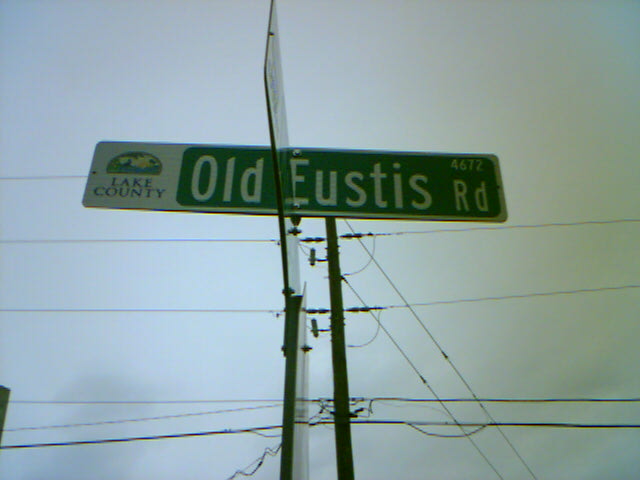 LAKE
COUNTY
Old Eustis Rd
4672